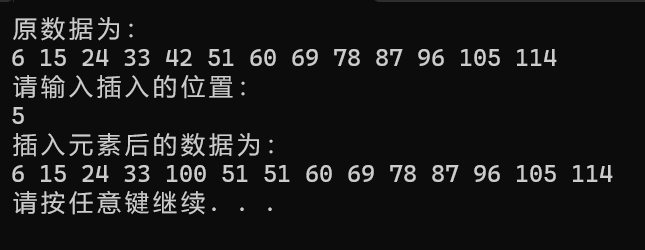 原数据为:
6 15 24 33 42 51 60 69 78 87 96 105 114
请输入插入的位置:
5
插入元素后的数据为:
6 15 24 33 100 51 51 60 69 78 87 96 105 114
请按任意键继续. . .